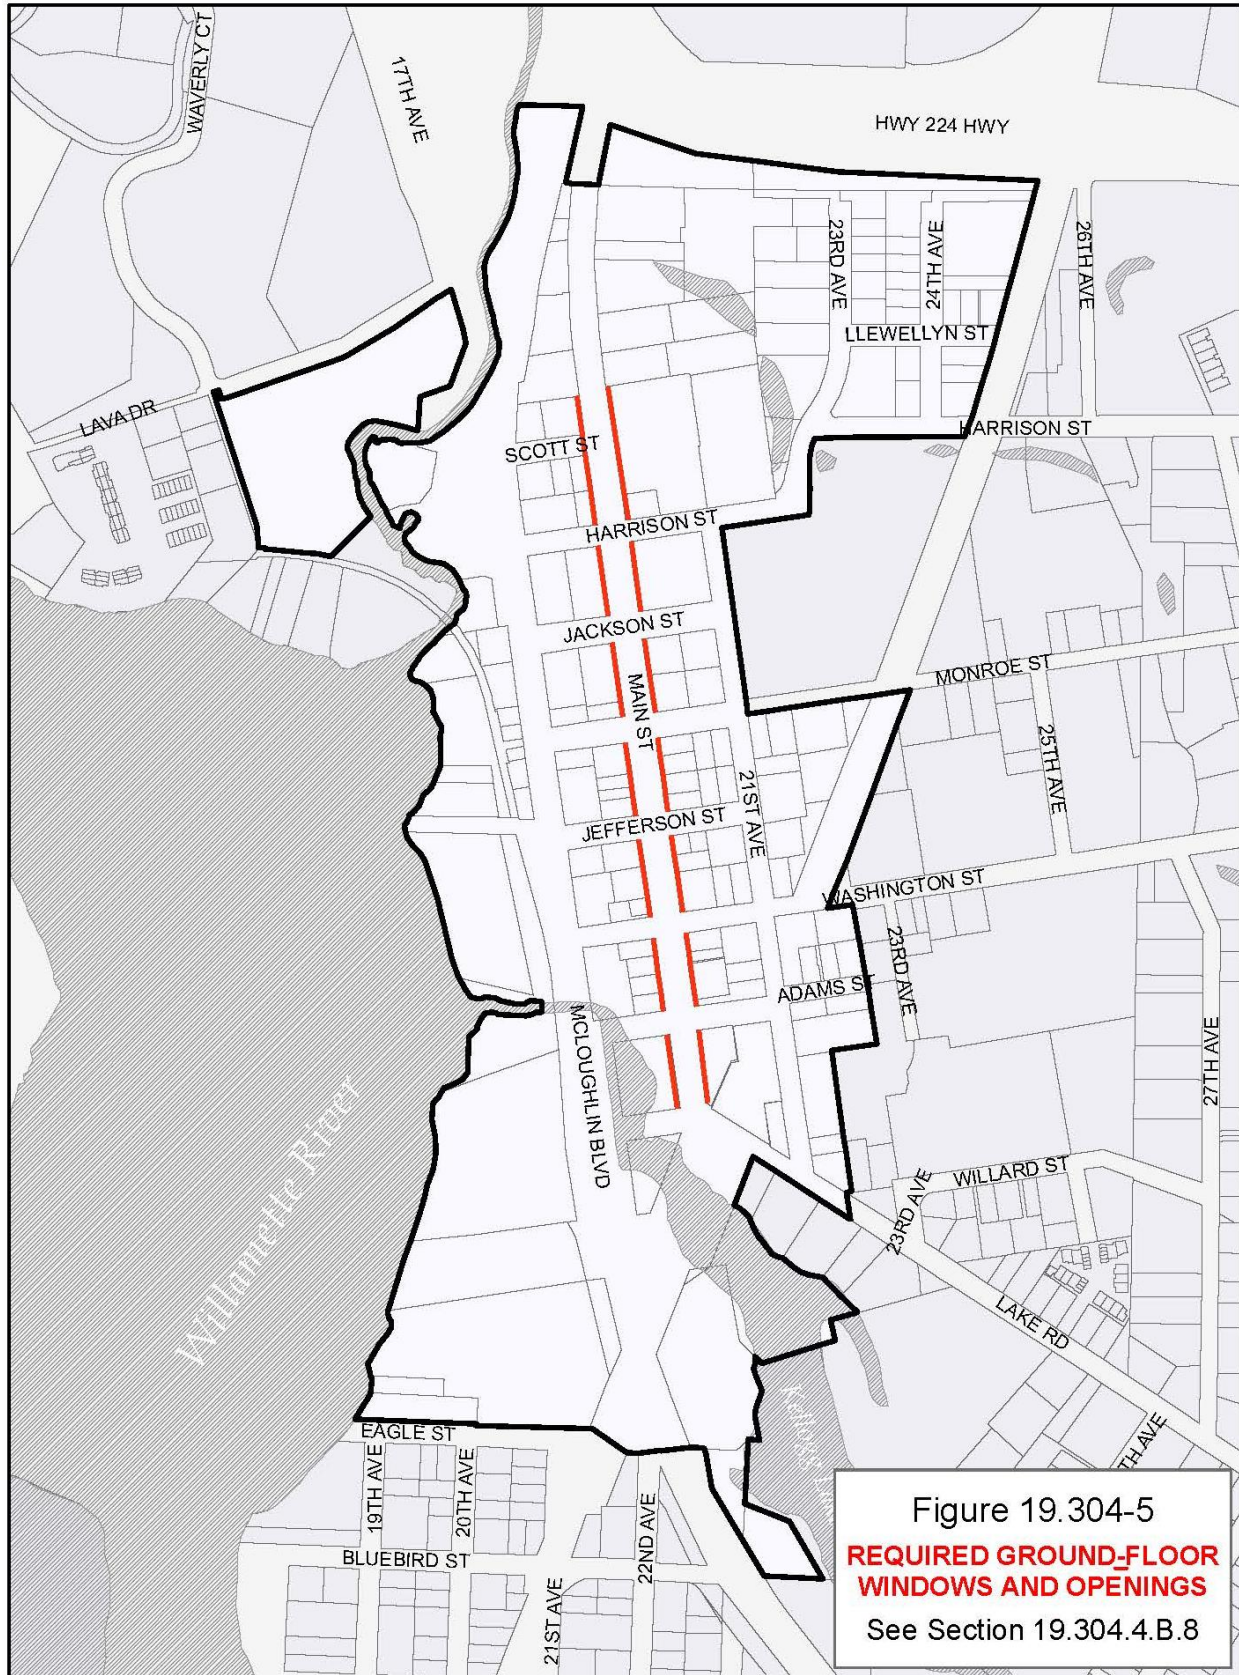 WAVERLY CT
17TH AVE
HWY 224 HWY
23RD AVE
24TH AVE
26TH AVE
LLEWELLYN ST
LAVA DR
SCOTT ST
HARRISON ST
HARRISON ST
JACKSON ST
MONROE ST
MAIN ST
25TH AVE
21ST AVE
JEFFERSON ST
WASHINGTON ST
23RD AVE
ADAMS ST
MCLOUGHLIN BLVD
27TH AVE
Willamette River
WILLARD ST
23RD AVE
LAKE RD
Kellogg
EAGLE ST
19TH AVE
20TH AVE
22ND AVE
BLUEBIRD ST
21ST AVE
TH AVE
Figure 19.304-5
REQUIRED GROUND-FLOOR
WINDOWS AND OPENINGS
See Section 19.304.4.B.8